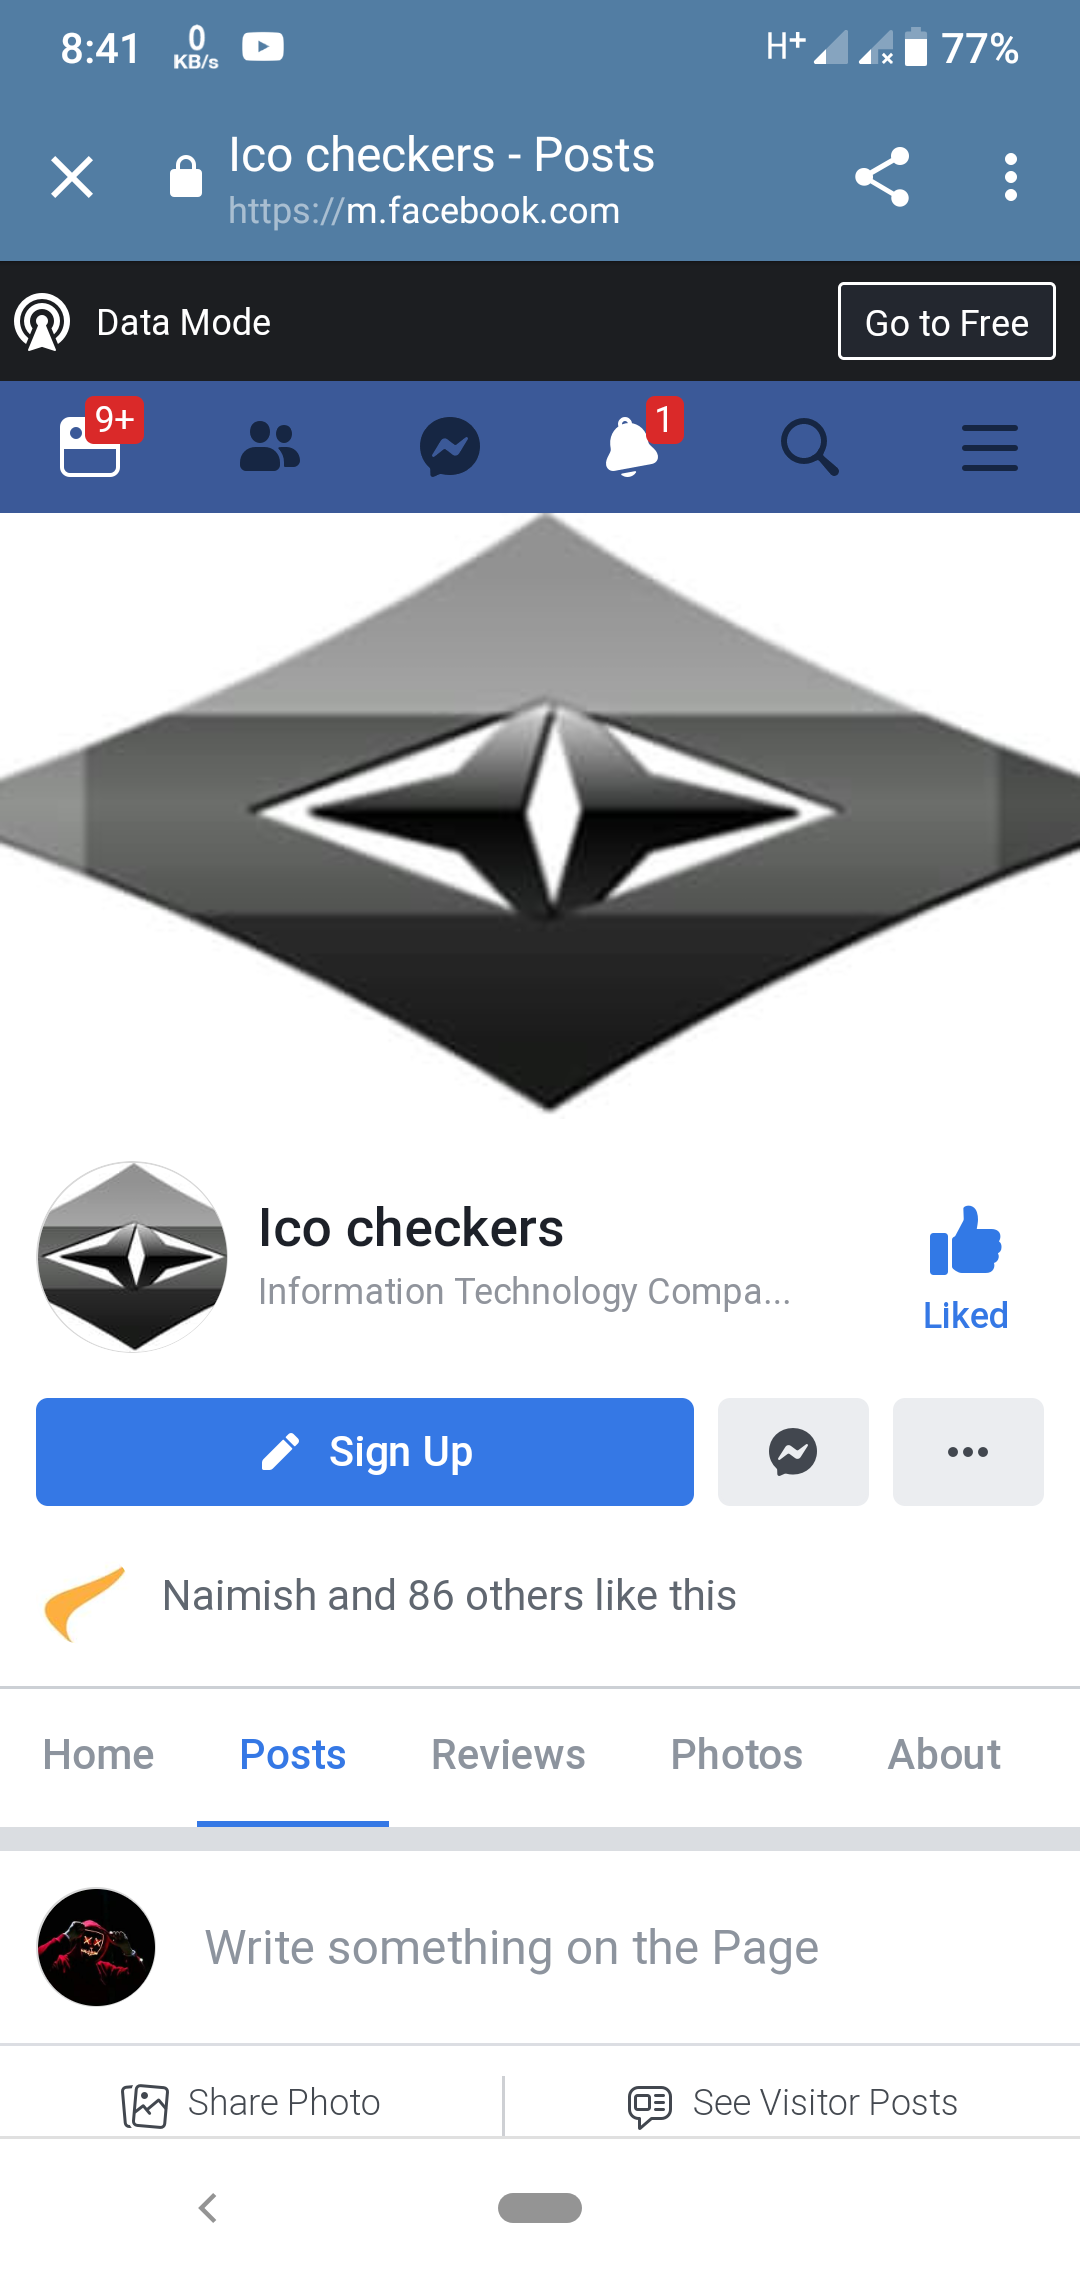 8:41
0
KB/s
H+
77%
Ico checkers - Posts
https://m.facebook.com
Data Mode
Go to Free
9+
1
Ico checkers
Information Technology Compa...
Liked
Sign Up
Naimish and 86 others like this
Home
Posts
Reviews
Photos
About
Write something on the Page
Share Photo
See Visitor Posts